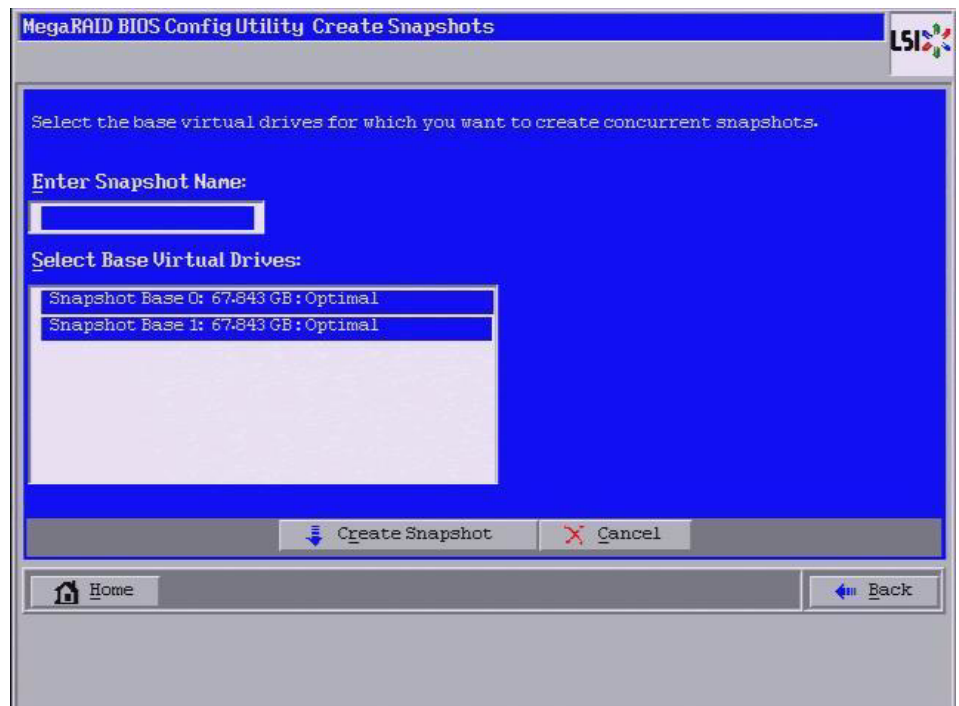 MegaRAID BIOS Config Utility Create Snapshots
LSI
Select the base virtual drives for which you want to create concurrent snapshots.
Enter Snapshot Name:
Select Base Virtual Drives:
Snapshot Base 0: 67.843 GB: Optimal
Snapshot Base 1: 67.843 GB: Optimal
Create Snapshot
Cancel
Home
Back